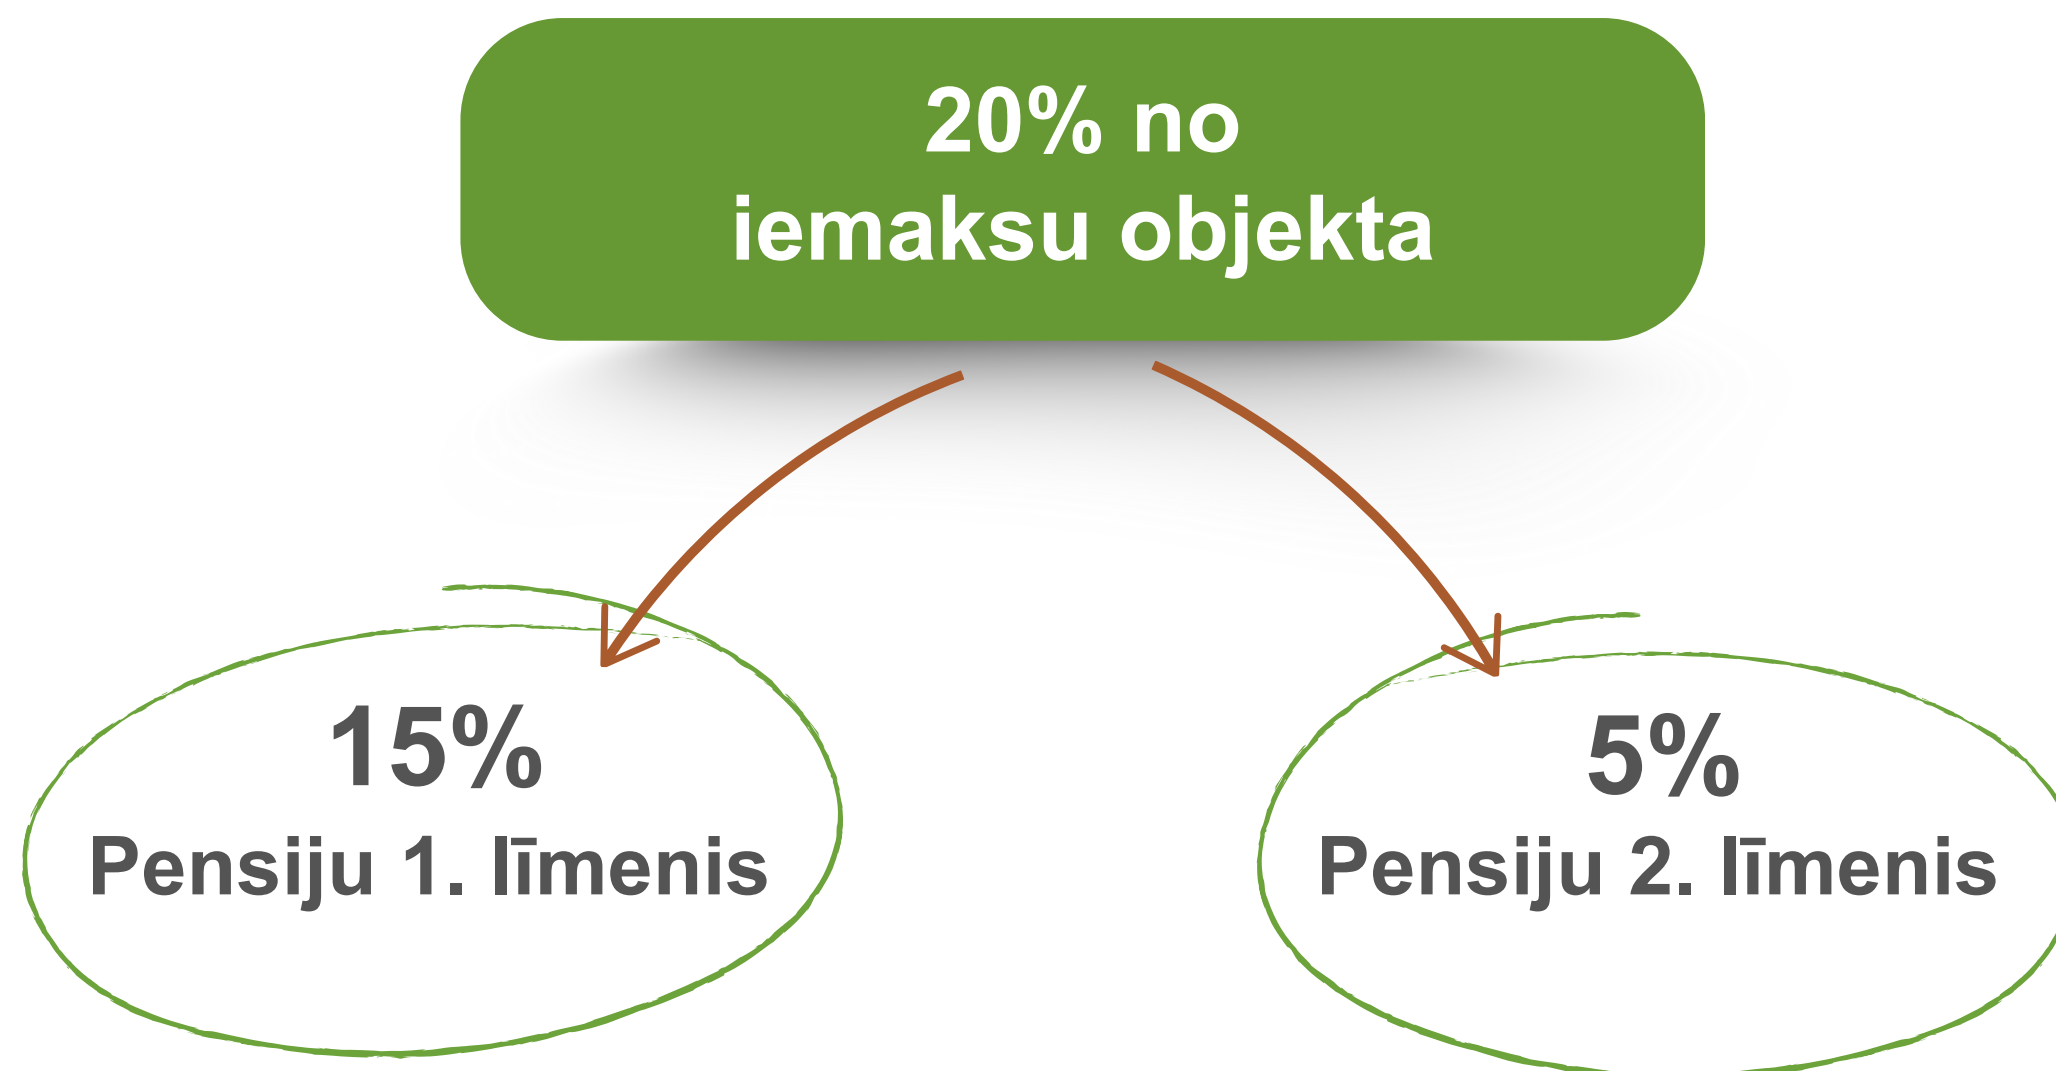 20% no
iemaksu objekta
15%
Pensiju 1. līmenis
5%
Pensiju 2. līmenis